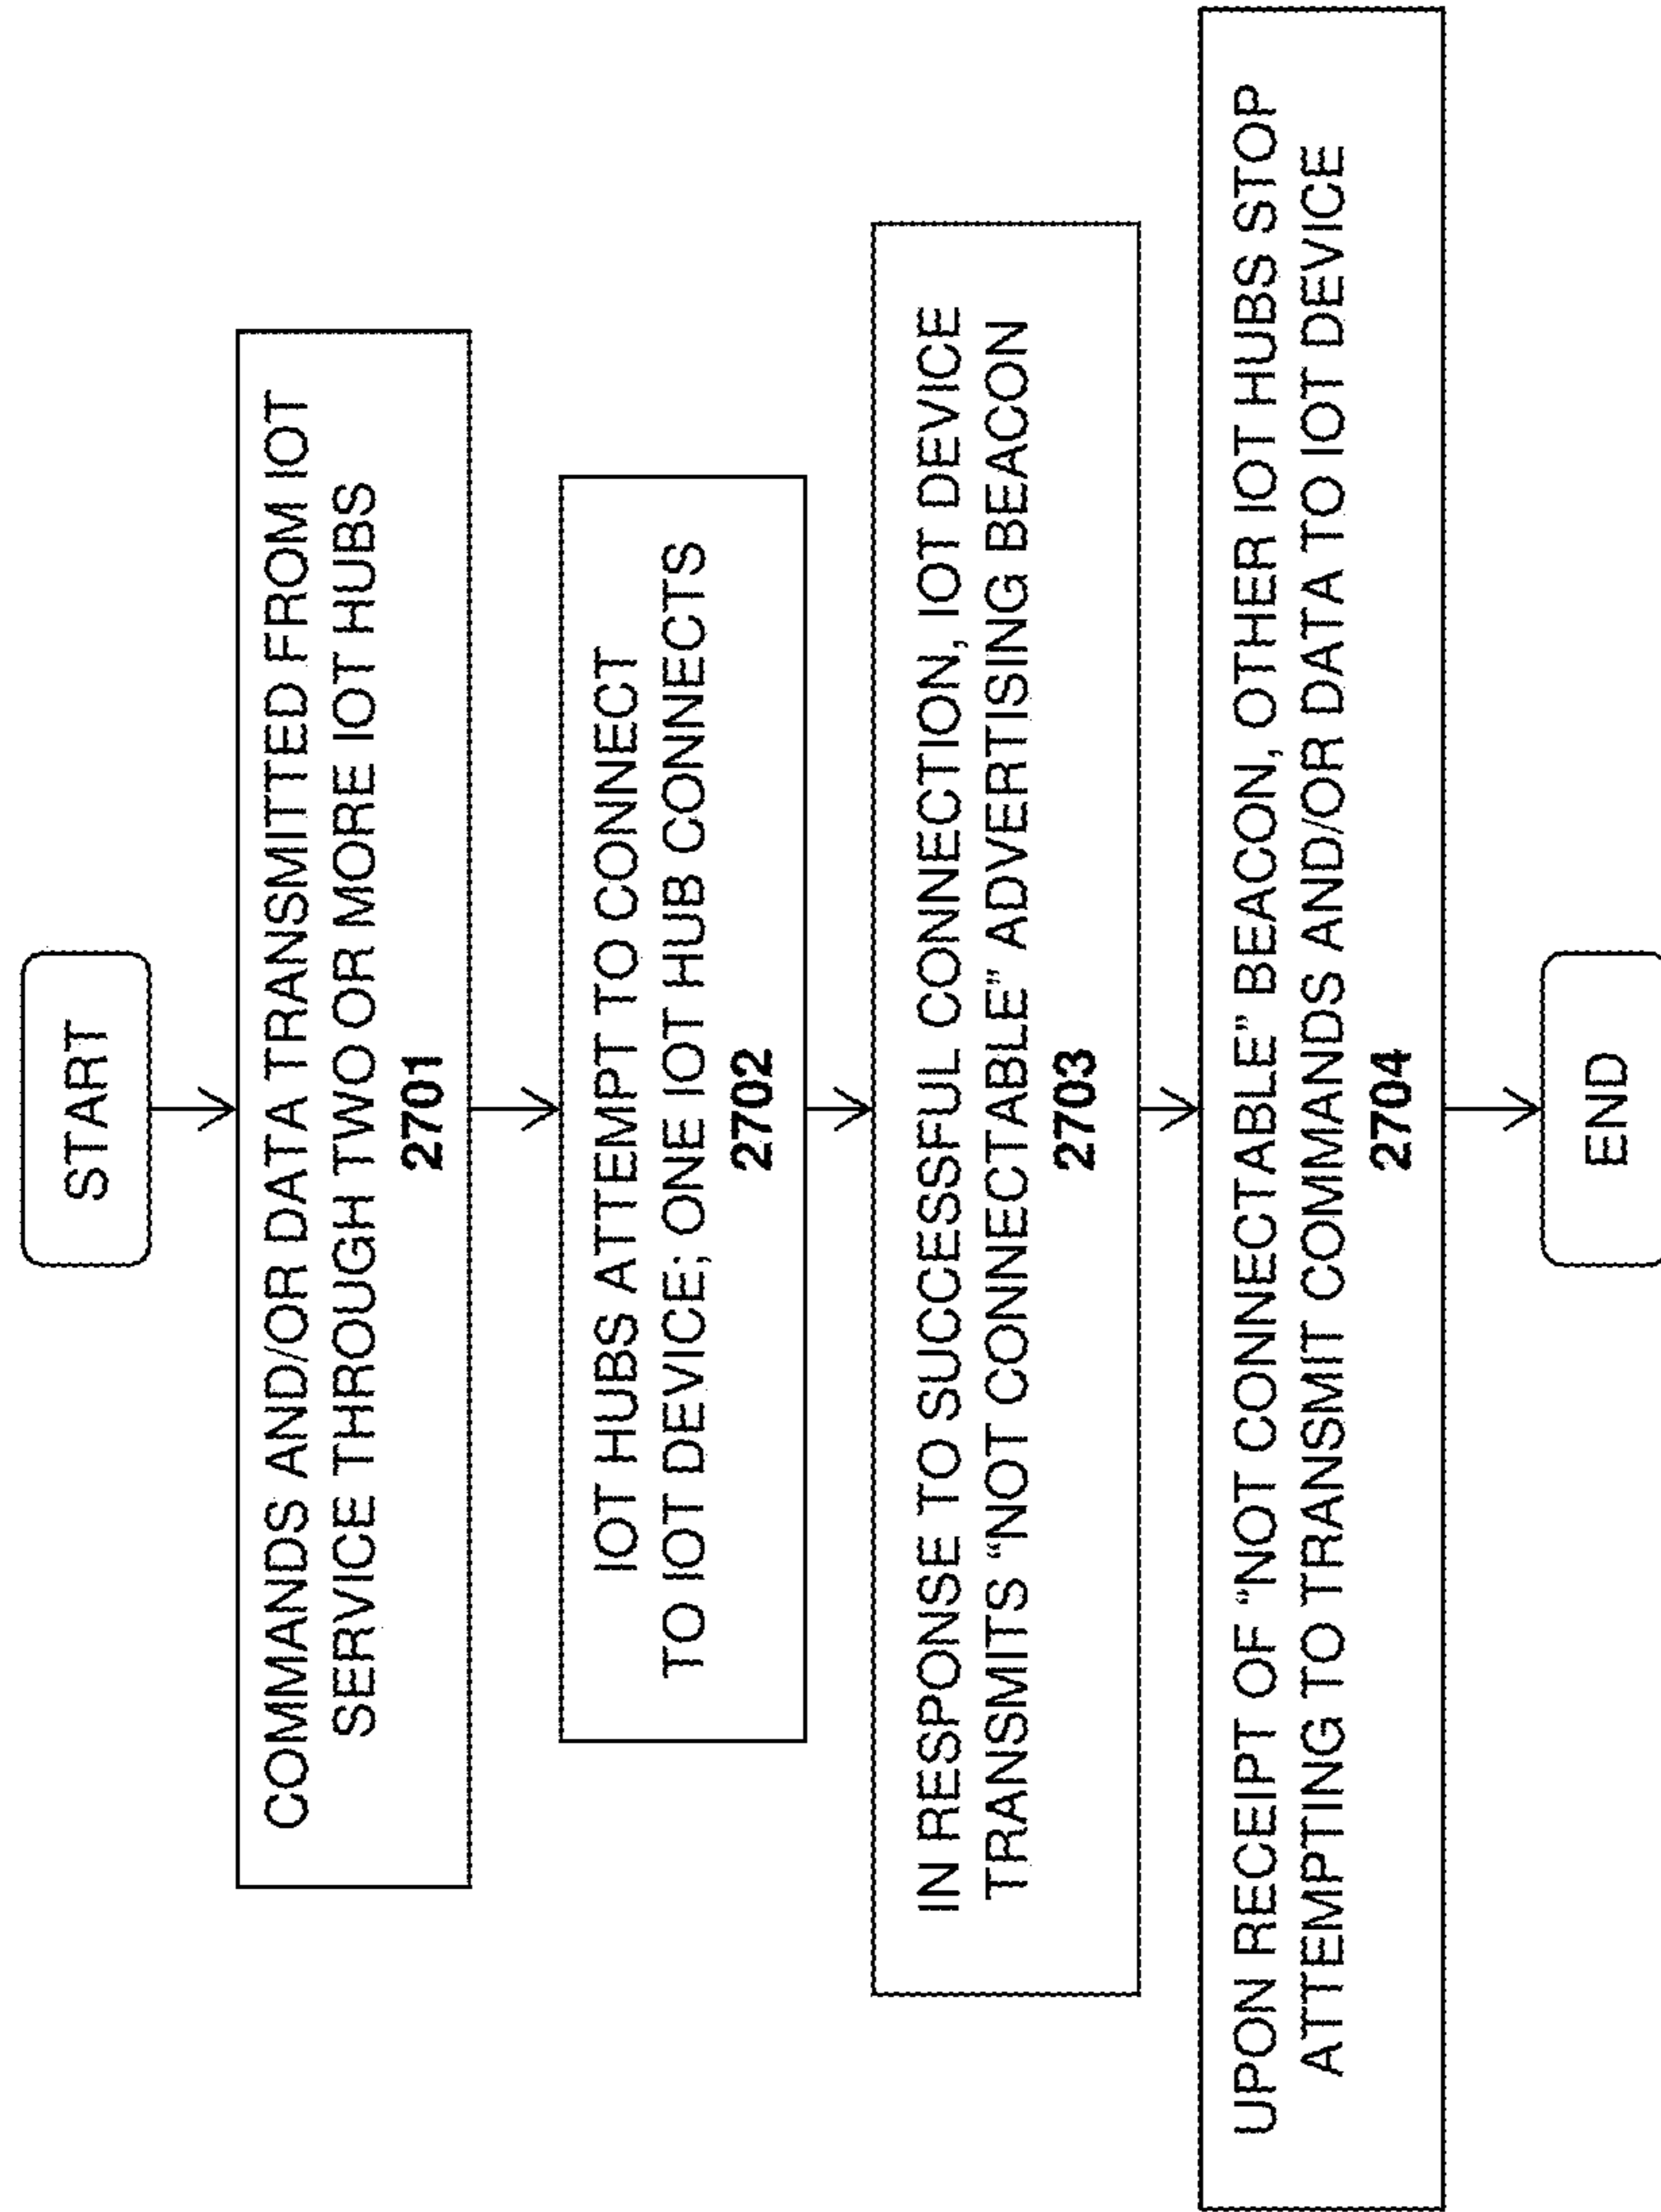 START
COMMANDS AND/OR DATA TRANSMITTED FROM IOT
SERVICE THROUGH TWO OR MORE IOT HUBS
2701
IOT HUBS ATTEMPT TO CONNECT
TO IOT DEVICE; ONE IOT HUB CONNECTS
2702
IN RESPONSE TO SUCCESSFUL CONNECTION, IOT DEVICE
TRANSMITS “NOT CONNECTABLE” ADVERTISING BEACON
2703
UPON RECEIPT OF “NOT CONNECTABLE” BEACON, OTHER IOT HUBS STOP
ATTEMPTING TO TRANSMIT COMMANDS AND/OR DATA TO IOT DEVICE
2704
END